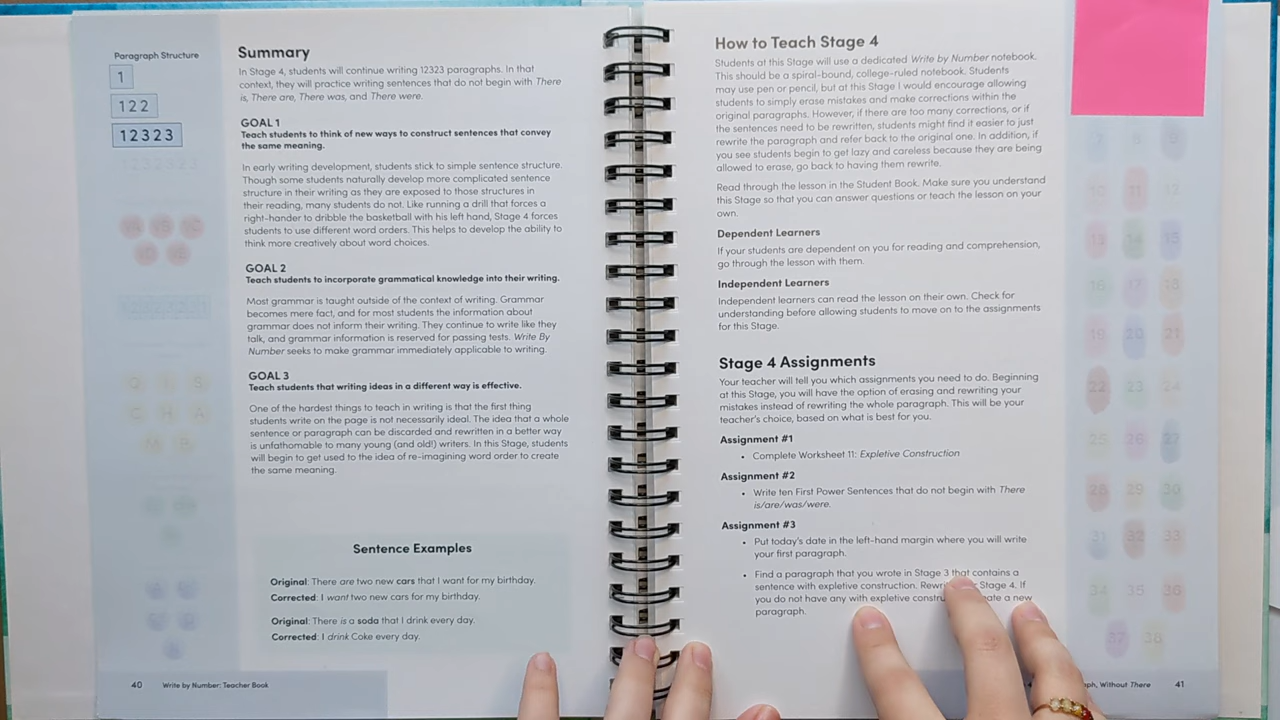 Paragraph Structure
1
122
12323
Summary
In Stage 4, students will continue writing 12323 paragraphs. In that
context, they will practice writing sentences that do not begin with There
is, There are, There was, and There were.
GOAL 1
Teach students to think of new ways to construct sentences that convey
the same meaning.
In early writing development, students stick to simple sentence structure.
Though some students naturally develop more complicated sentence
structure in their writing as they are exposed to those structures in
their reading, many students do not. Like running a drill that forces a
right-hander to dribble the basketball with his left hand, Stage 4 forces
students to use different word orders. This helps to develop the ability to
think more creatively about word choices.
GOAL 2
Teach students to incorporate grammatical knowledge into their writing.
Most grammar is taught outside of the context of writing. Grammar
becomes mere fact, and for most students the information about
grammar does not inform their writing. They continue to write like they
talk, and grammar information is reserved for passing tests. Write By
Number seeks to make grammar immediately applicable to writing.
GOAL 3
Teach students that writing ideas in a different way is effective.
One of the hardest things to teach in writing is that the first thing
students write on the page is not necessarily ideal. The idea that a whole
sentence or paragraph can be discarded and rewritten in a better way
is unfathomable to many young (and old!) writers. In this Stage, students
will begin to get used to the idea of re-imagining word order to create
the same meaning.
Sentence Examples
Original: There are two new cars that I want for my birthday.
Corrected: I want two new cars for my birthday.
Original: There is a soda that I drink every day.
Corrected: I drink Coke every day.
40 Write by Number: Teacher Book
How to Teach Stage 4
Students at this Stage will use a dedicated Write by Number notebook.
This should be a spiral-bound, college-ruled notebook. Students
may use pen or pencil, but at this Stage I would encourage allowing
students to simply erase mistakes and make corrections within the
original paragraphs. However, if there are too many corrections, or if
the sentences need to be rewritten, students might find it easier to just
rewrite the paragraph and refer back to the original one. In addition, if
you see students begin to get lazy and careless because they are being
allowed to erase, go back to having them rewrite.
Read through the lesson in the Student Book. Make sure you understand
this Stage so that you can answer questions or teach the lesson on your
own.
Dependent Learners
If your students are dependent on you for reading and comprehension,
go through the lesson with them.
Independent Learners
Independent learners can read the lesson on their own. Check for
understanding before allowing students to move on to the assignments
for this Stage.
Stage 4 Assignments
Your teacher will tell you which assignments you need to do. Beginning
at this Stage, you will have the option of erasing and rewriting your
mistakes instead of rewriting the whole paragraph. This will be your
teacher's choice, based on what is best for you.
Assignment #1
• Complete Worksheet 11: Expletive Construction
Assignment #2
• Write ten First Power Sentences that do not begin with There
is/are/was/were.
Assignment #3
• Put today's date in the left-hand margin where you will write
your first paragraph.
• Find a paragraph that you wrote in Stage 3 that contains a
sentence with expletive construction. Stage 4. If
you do not have any with expletive a new
paragraph.
Without There 41